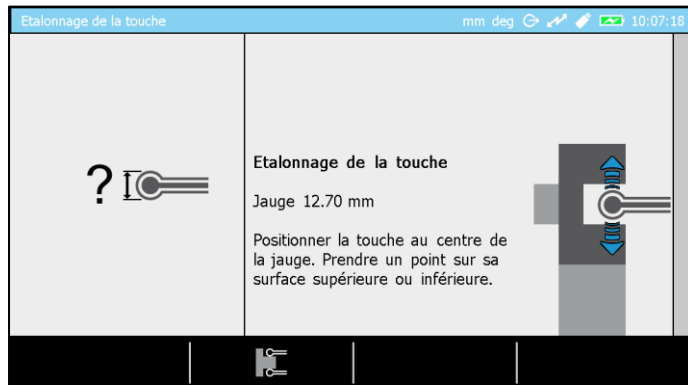 Etalonnage de la touche
mm deg 10:07:18
?
Etalonnage de la touche
Jauge 12.70 mm
Positionner la touche au centre de
la jauge. Prendre un point sur sa
surface supérieure ou inférieure.